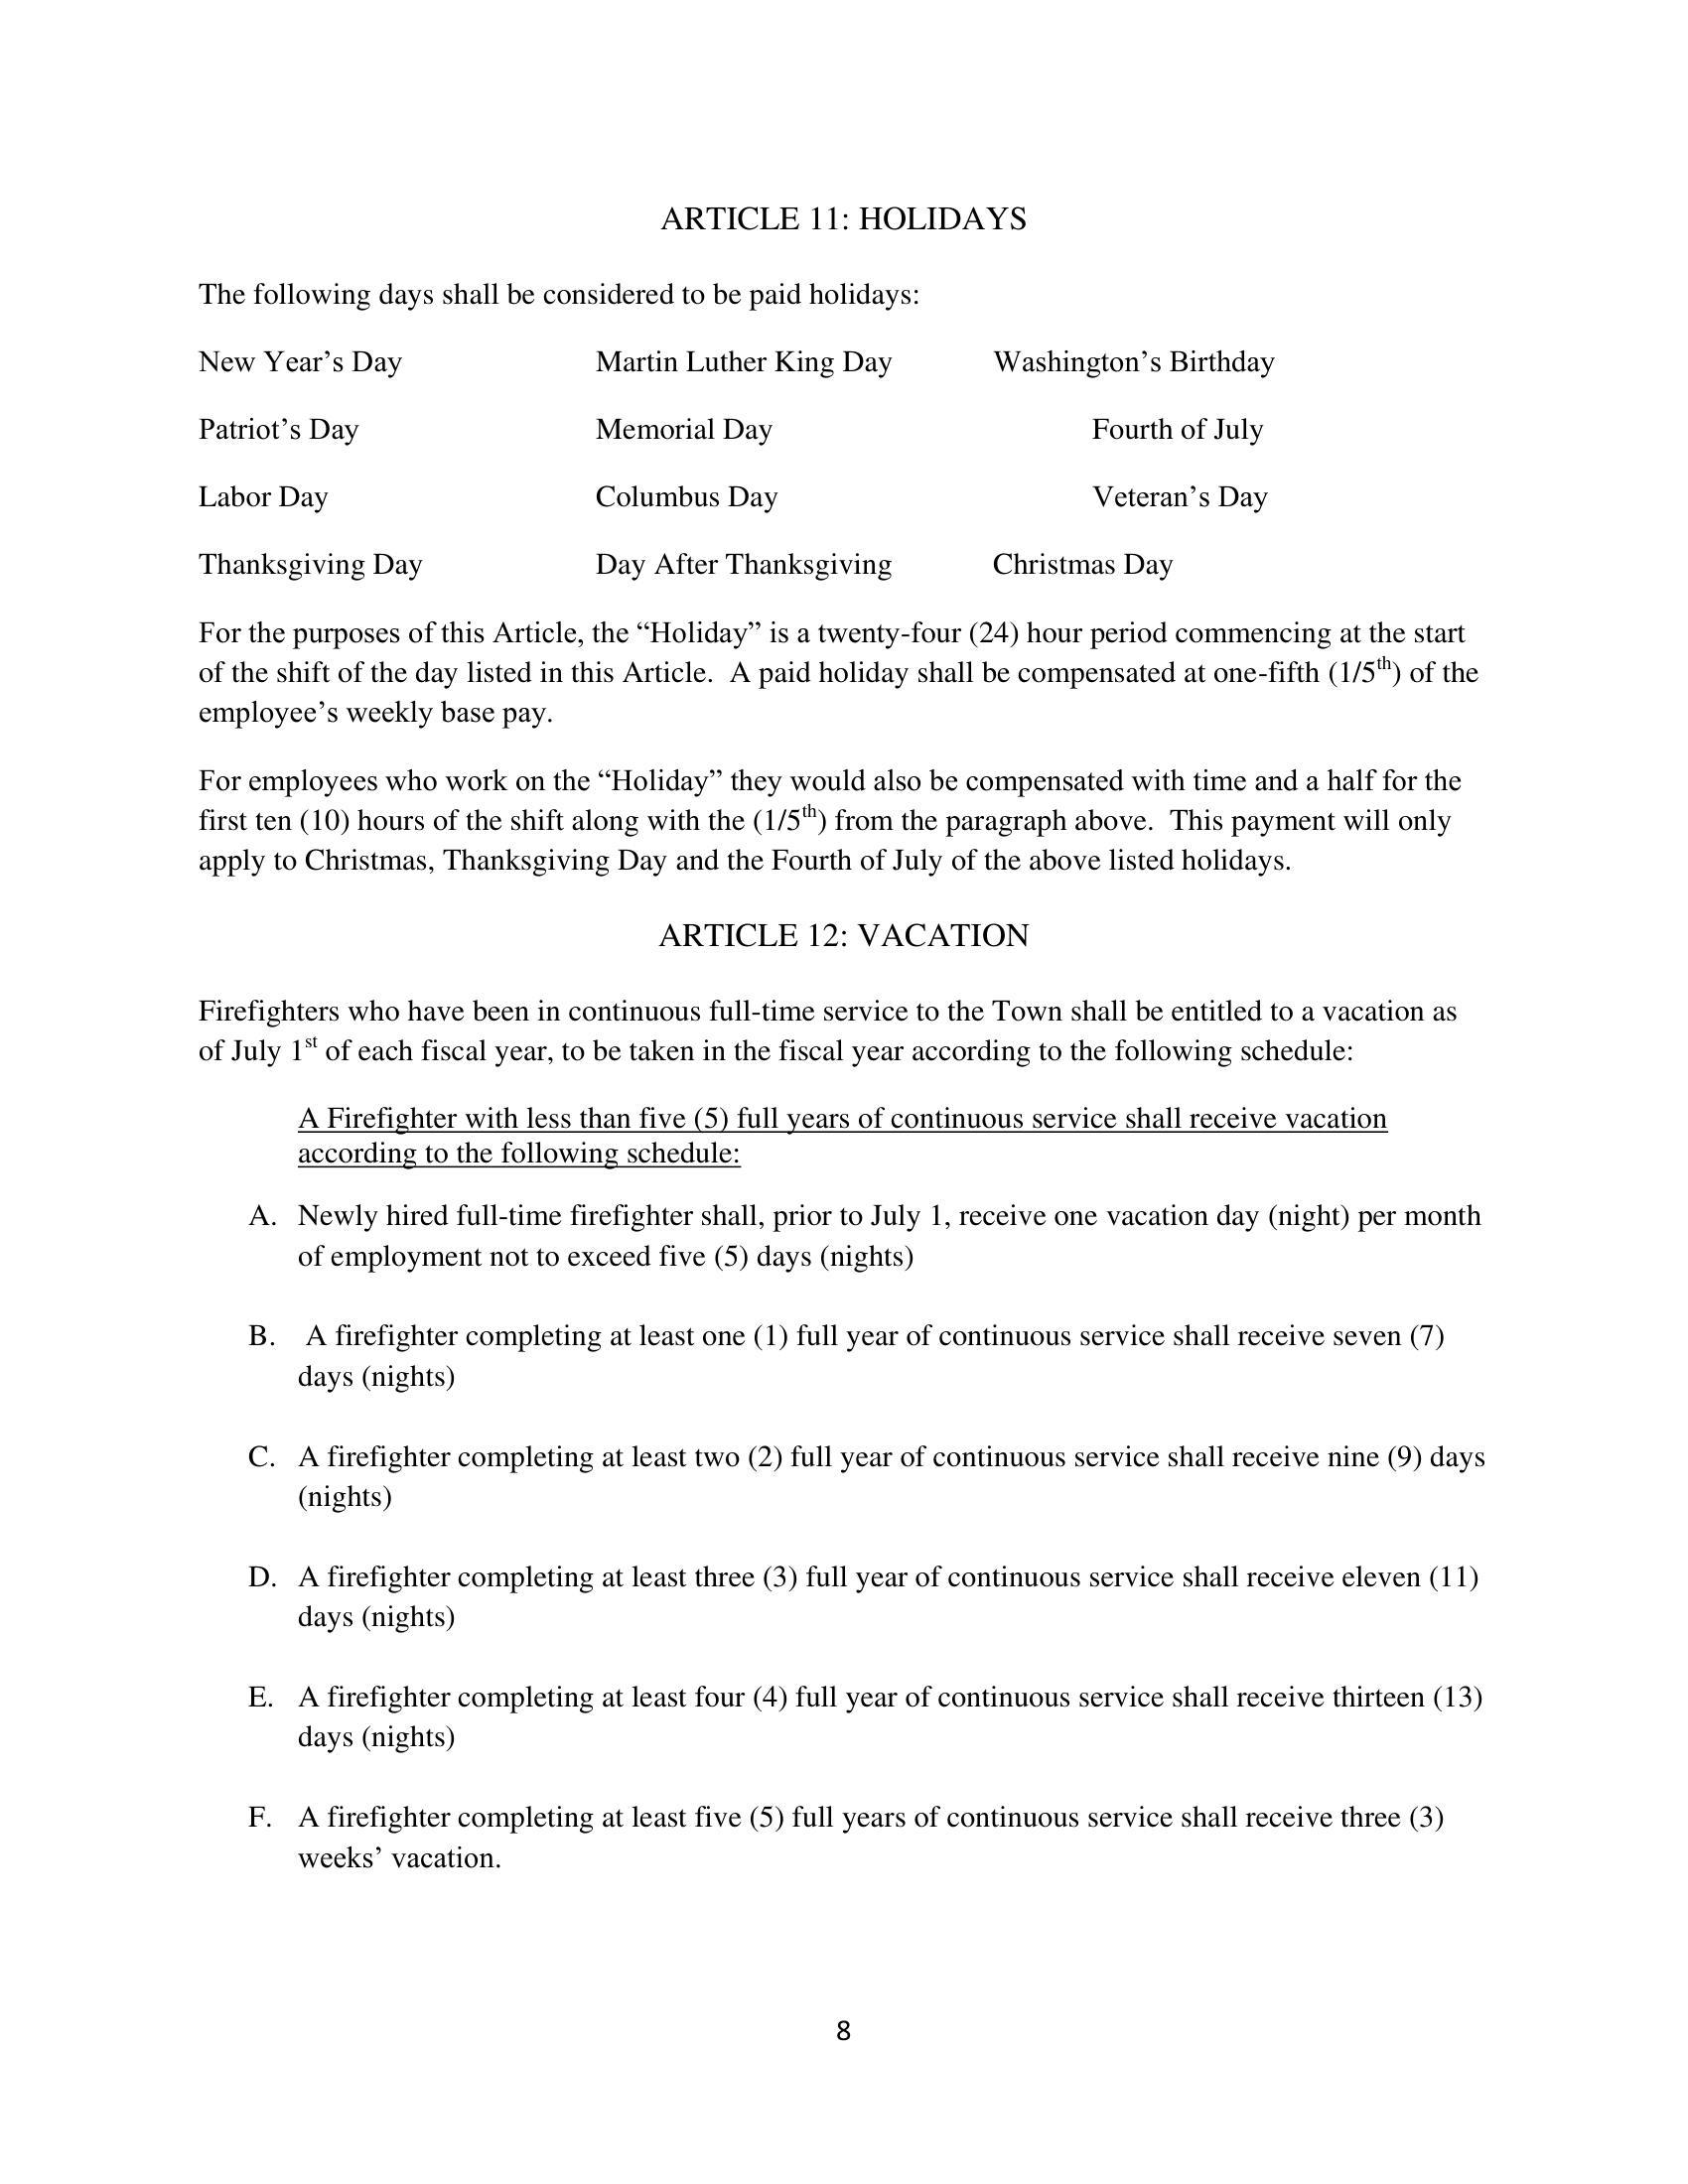 ARTICLE 11: HOLIDAYS
The following days shall be considered to be paid holidays:
New Year’s Day Martin Luther King Day Washington’s Birthday
Patriot’s Day Memorial Day Fourth of July
Labor Day Columbus Day Veteran’s Day
Thanksgiving Day Day After Thanksgiving Christmas Day
For the purposes of this Article, the “Holiday” is a twenty-four (24) hour period commencing at the start
of the shift of the day listed in this Article.  A paid holiday shall be compensated at one-fifth (1/5th) of the
employee’s weekly base pay.
For employees who work on the “Holiday” they would also be compensated with time and a half for the
first ten (10) hours of the shift along with the (1/5th) from the paragraph above.  This payment will only
apply to Christmas, Thanksgiving Day and the Fourth of July of the above listed holidays.
ARTICLE 12: VACATION
Firefighters who have been in continuous full-time service to the Town shall be entitled to a vacation as
of July 1st of each fiscal year, to be taken in the fiscal year according to the following schedule:
A Firefighter with less than five (5) full years of continuous service shall receive vacation
according to the following schedule:
A. Newly hired full-time firefighter shall, prior to July 1, receive one vacation day (night) per month
of employment not to exceed five (5) days (nights)
B. A firefighter completing at least one (1) full year of continuous service shall receive seven (7)
days (nights)
C. A firefighter completing at least two (2) full year of continuous service shall receive nine (9) days
(nights)
D. A firefighter completing at least three (3) full year of continuous service shall receive eleven (11)
days (nights)
E. A firefighter completing at least four (4) full year of continuous service shall receive thirteen (13)
days (nights)
F. A firefighter completing at least five (5) full years of continuous service shall receive three (3)
weeks’ vacation.
8